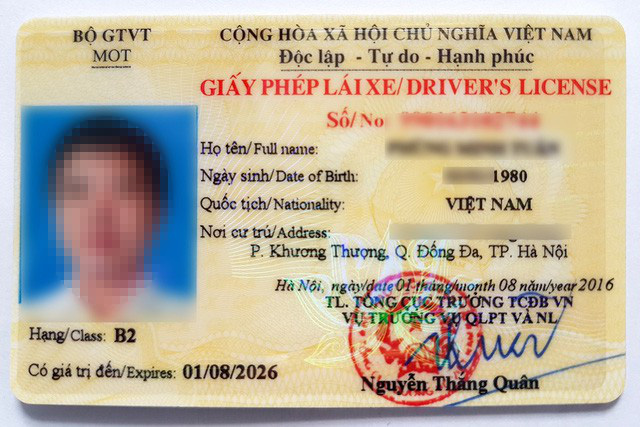 BỘ GTVT
MOT
CỘNG HÒA XÃ HỘI CHỦ NGHĨA VIỆT NAM
Độc lập - Tự do - Hạnh phúc
GIẤY PHÉP LÁI XE/ DRIVER'S LICENSE
Số/ No
Họ tên/ Full name:
Ngày sinh/ Date of Birth: 1980
Quốc tịch/ Nationality: VIỆT NAM
Nơi cư trú/ Address:
P. Khương Thượng, Q. Đống Đa, TP. Hà Nội
Hà Nội, ngày/date 01 tháng/month 08 năm/year 2016
TL. TỔNG CỤC TRƯỞNG TCĐB VN
VỤ TRƯỞNG VỤ QLPT VÀ NL
Hạng/ Class: B2
Có giá trị đến/ Expires: 01/08/2026
Nguyễn Thắng Quân